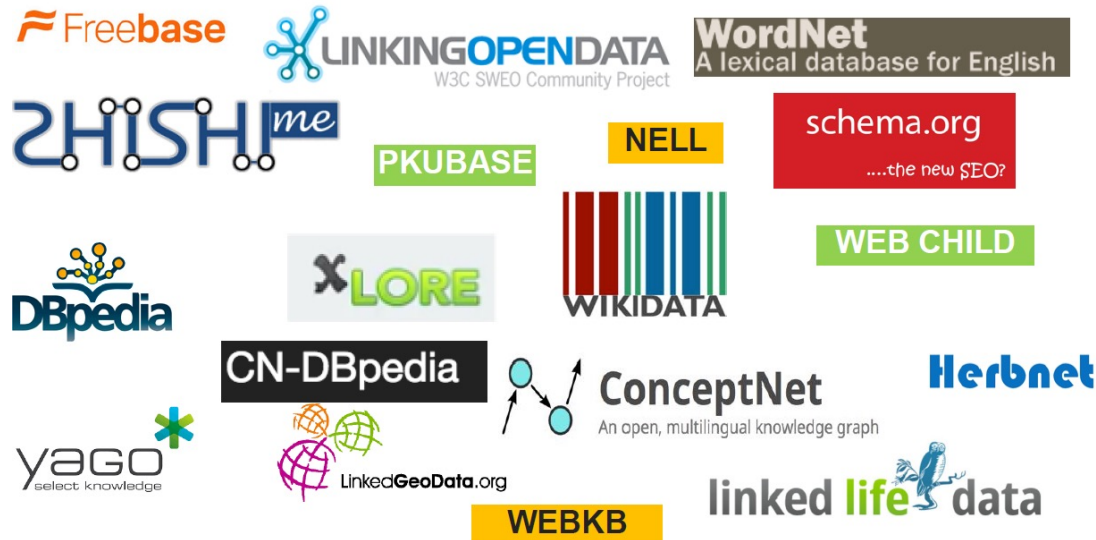 Freebase
LINKINGOPENDATA
W3C SWEO Community Project
WordNet
A lexical database for English
ZHISHI me
PKUBASE
NELL
schema.org
....the new SEO?
DBpedia
XLORE
WIKIDATA
WEB CHILD
CN-DBpedia
ConceptNet
An open, multilingual knowledge graph
Herbnet
yaGO
select knowledge
LinkedGeoData.org
linked life data
WEBKB